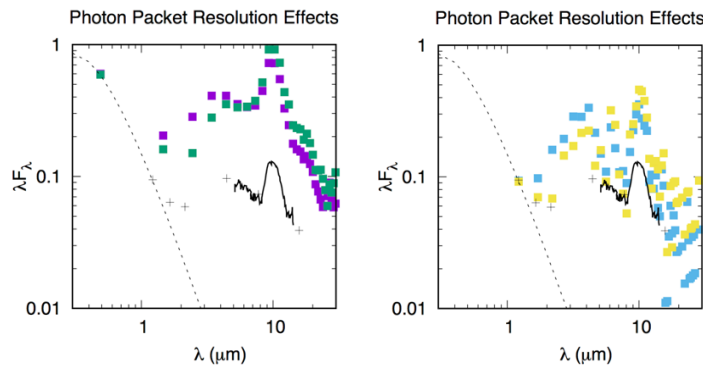 Photon Packet Resolution Effects
1
0.1
0.01
λFλ
1
10
λ (μm)
Photon Packet Resolution Effects
1
0.1
0.01
λFλ
1
10
λ (μm)